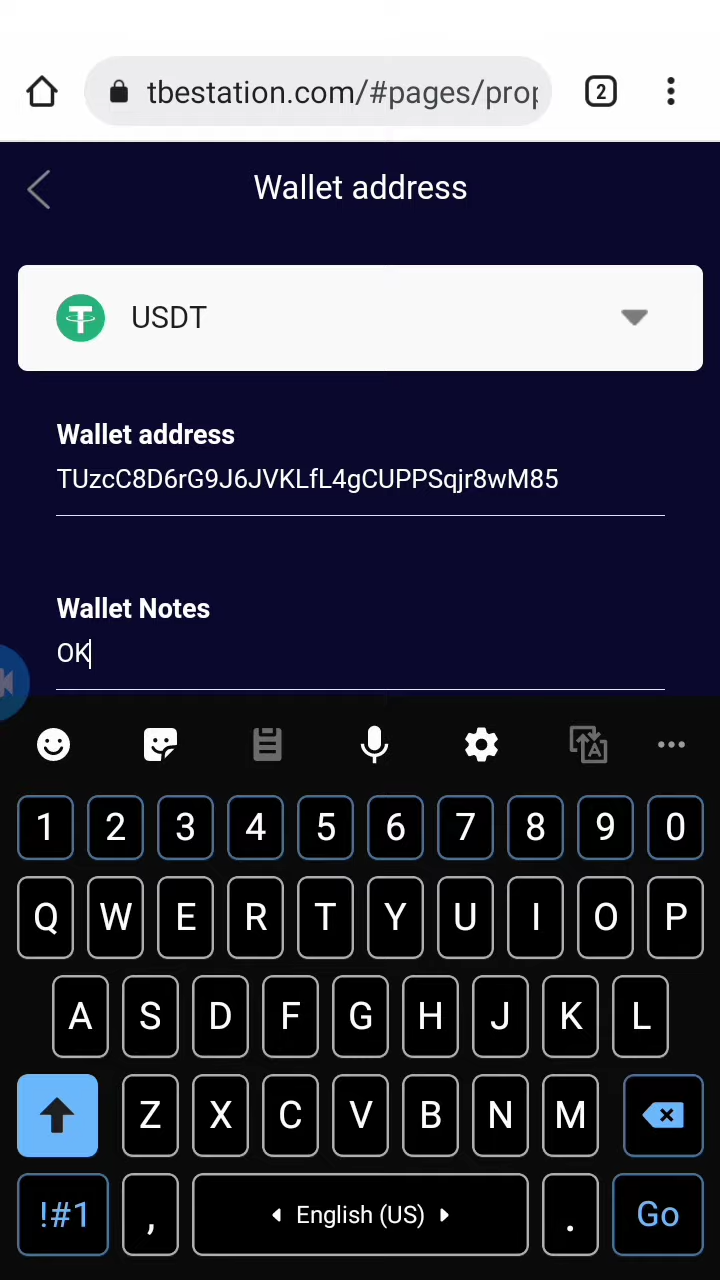 tbestation.com/#pages/prop
2
Wallet address
USDT
Wallet address
TUzcC8D6rG9J6JVKLfL4gCUPPSqjr8wM85
Wallet Notes
OK
1 2 3 4 5 6 7 8 9 0
Q W E R T Y U I O P
A S D F G H J K L
Z X C V B N M
!#1 , English (US) . Go